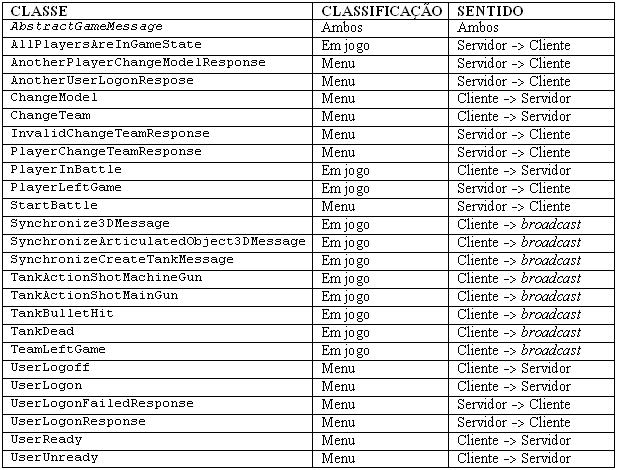 CLASSE CLASSIFICAÇÃO SENTIDO
AbstractGameMessage Ambos Ambos
AllPlayersAreInGameState Em jogo Servidor -> Cliente
AnotherPlayerChangeModelResponse Menu Servidor -> Cliente
AnotherUserLogonRespose Menu Servidor -> Cliente
ChangeModel Menu Cliente -> Servidor
ChangeTeam Menu Cliente -> Servidor
InvalidChangeTeamResponse Menu Servidor -> Cliente
PlayerChangeTeamResponse Menu Servidor -> Cliente
PlayerInBattle Em jogo Cliente -> Servidor
PlayerLeftGame Em jogo Servidor -> Cliente
StartBattle Menu Servidor -> Cliente
Synchronize3DMessage Em jogo Cliente -> broadcast
SynchronizeArticulatedObject3DMessage Em jogo Cliente -> broadcast
SynchronizeCreateTankMessage Em jogo Cliente -> broadcast
TankActionShotMachineGun Em jogo Cliente -> broadcast
TankActionShotMainGun Em jogo Cliente -> broadcast
TankBulletHit Em jogo Cliente -> broadcast
TankDead Em jogo Cliente -> broadcast
TeamLeftGame Em jogo Cliente -> broadcast
UserLogoff Menu Cliente -> Servidor
UserLogon Menu Cliente -> Servidor
UserLogonFailedResponse Menu Servidor -> Cliente
UserLogonResponse Menu Servidor -> Cliente
UserReady Menu Cliente -> Servidor
UserUnready Menu Cliente -> Servidor